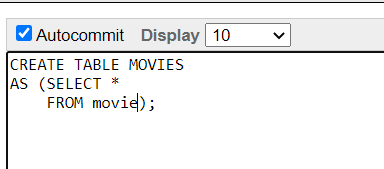 Autocommit Display 10
CREATE TABLE MOVIES
AS (SELECT *
    FROM movie);